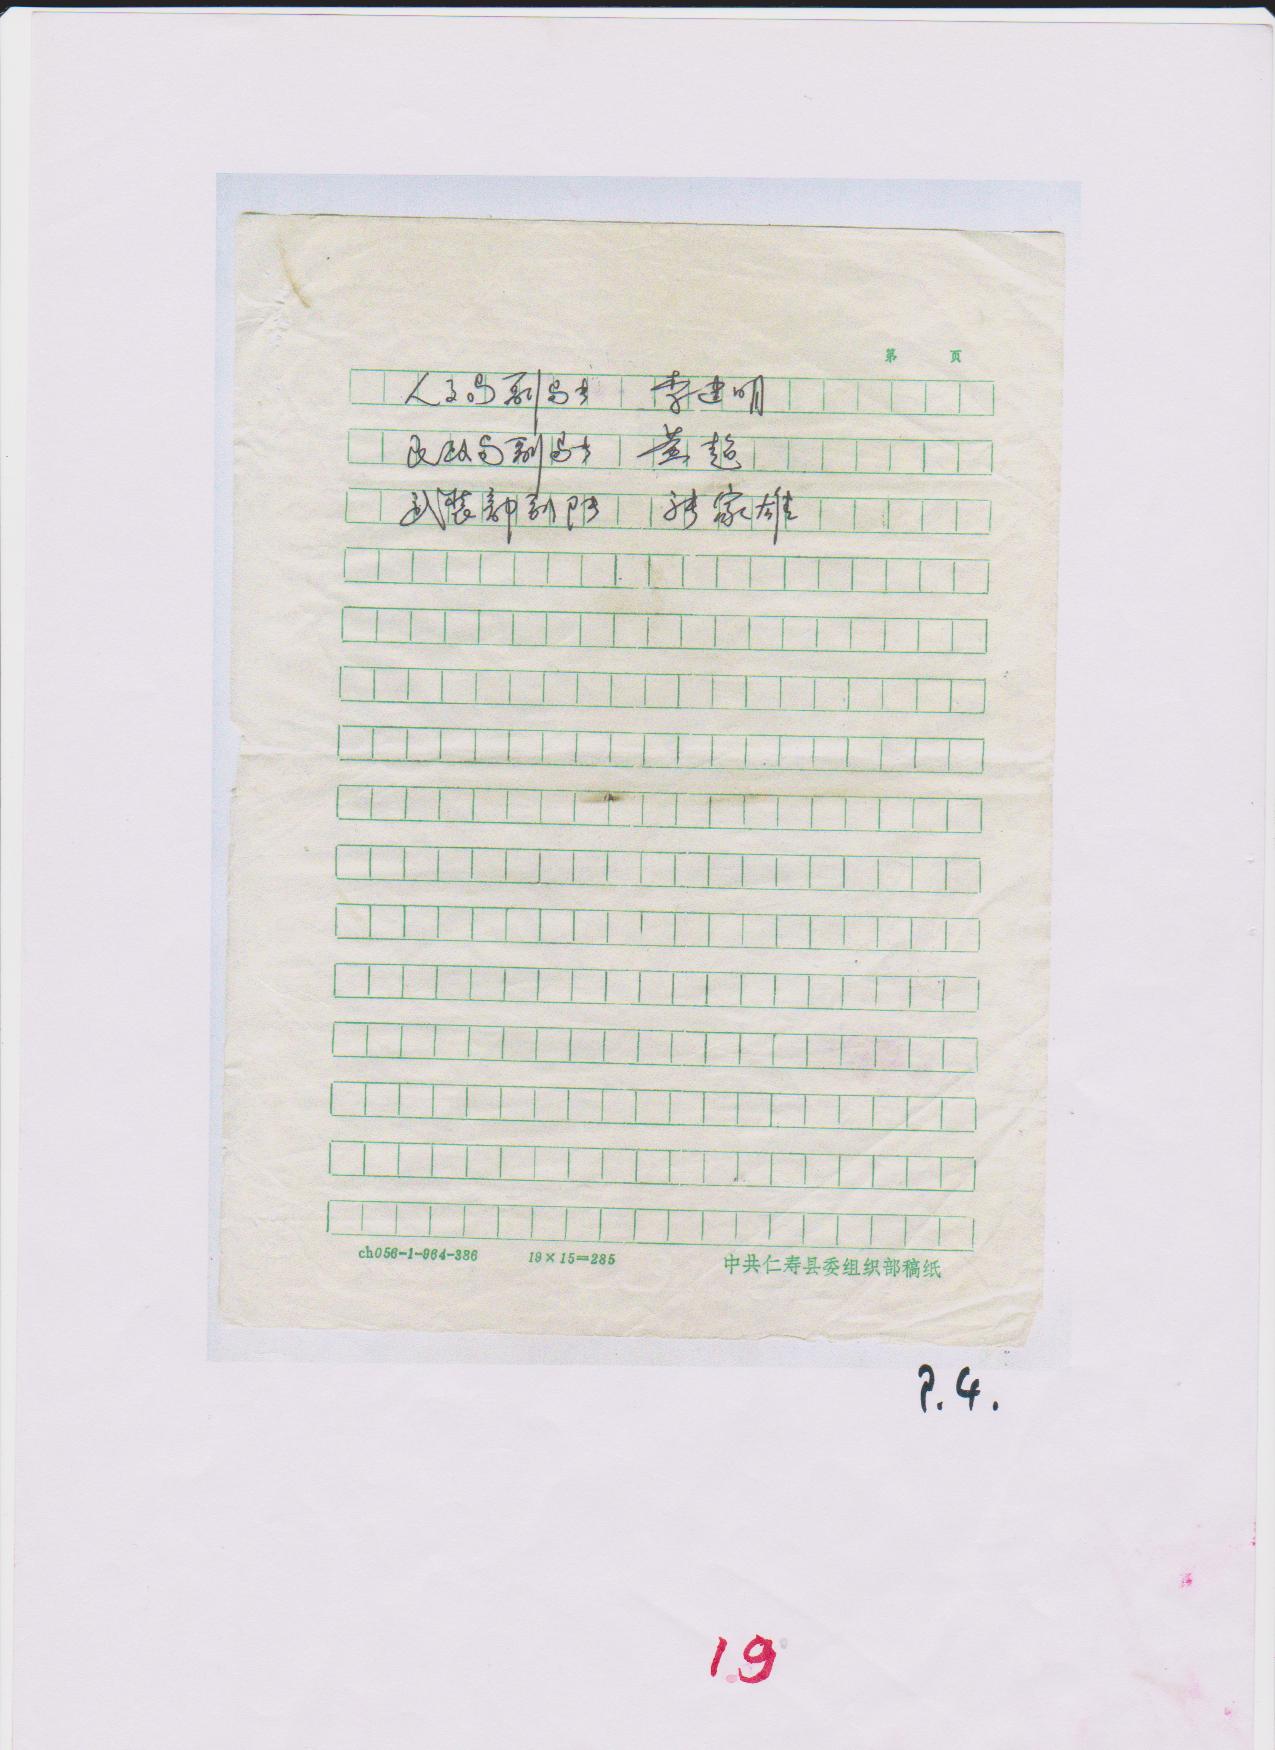 第 页
人事局副局长 李建明
民政局副局长 黄超
武装部副部长 张家雄
ch056-1-964-386 19×15=285 中共仁寿县委组织部稿纸
P.4.
19